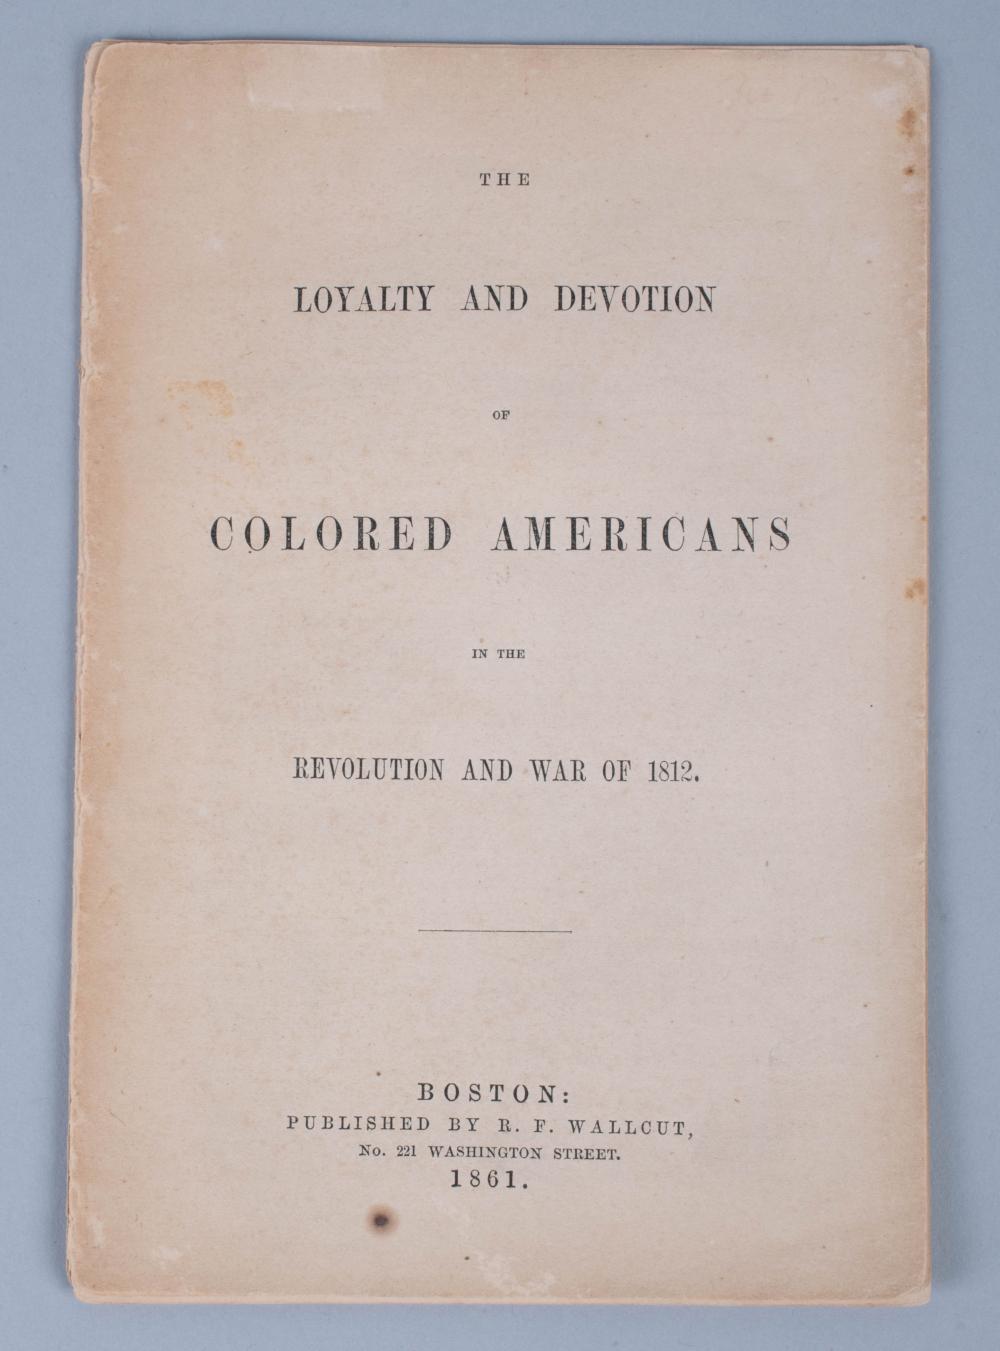 THE
LOYALTY AND DEVOTION
OF
COLORED AMERICANS
IN THE
REVOLUTION AND WAR OF 1812.
BOSTON:
PUBLISHED BY R. F. WALLCUT,
No. 221 WASHINGTON STREET.
1861.